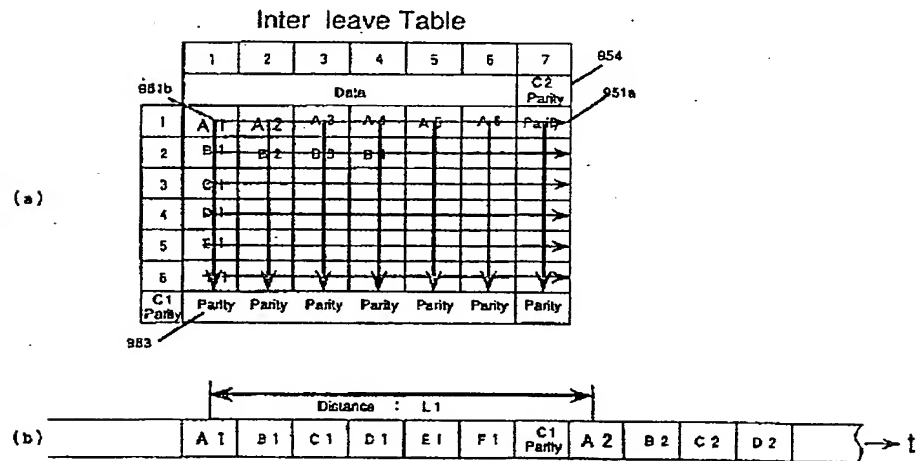 Inter leave Table
1 2 3 4 5 6 7
954
Data
C2 Parity
951b
951a
1 A 1 A 2 A 3 A 4 A 5 A 6 Parity
2 B 1 B 2 B 3 B 4
(a)
3 C 1
4 D 1
5 E 1
6
C1 Parity Parity Parity Parity Parity Parity Parity Parity
983
Distance : L1
(b) A 1 B 1 C 1 D 1 E 1 F 1 C1 Parity A 2 B 2 C 2 D 2 t